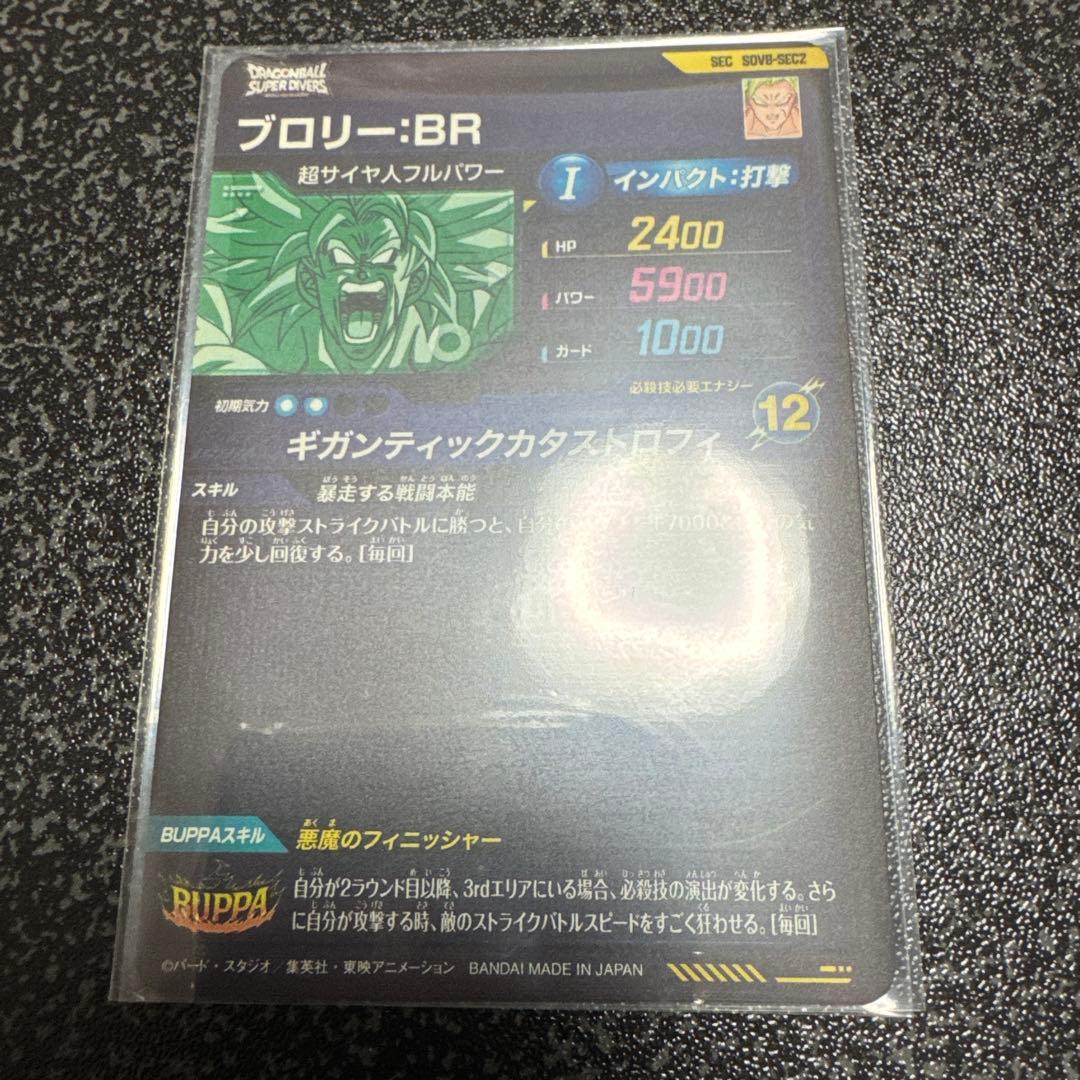 SEC SDVB-SEC2
DRAGONBALL
SUPER DIVERS
ブロリー:BR
超サイヤ人フルパワー
I インパクト:打撃
HP 2400
パワー 5900
ガード 1000
初期気力
必殺技必要エナジー
12
ギガンティックカタストロフィ
スキル 暴走する戦闘本能
自分の攻撃ストライクバトルに勝つと、自分の 7000 の気
力を少し回復する。[毎回]
BUPPAスキル 悪魔のフィニッシャー
BUPPA
自分が2ラウンド目以降、3rdエリアにいる場合、必殺技の演出が変化する。さら
に自分が攻撃する時、敵のストライクバトルスピードをすごく狂わせる。[毎回]
©バード・スタジオ/集英社・東映アニメーション BANDAI MADE IN JAPAN